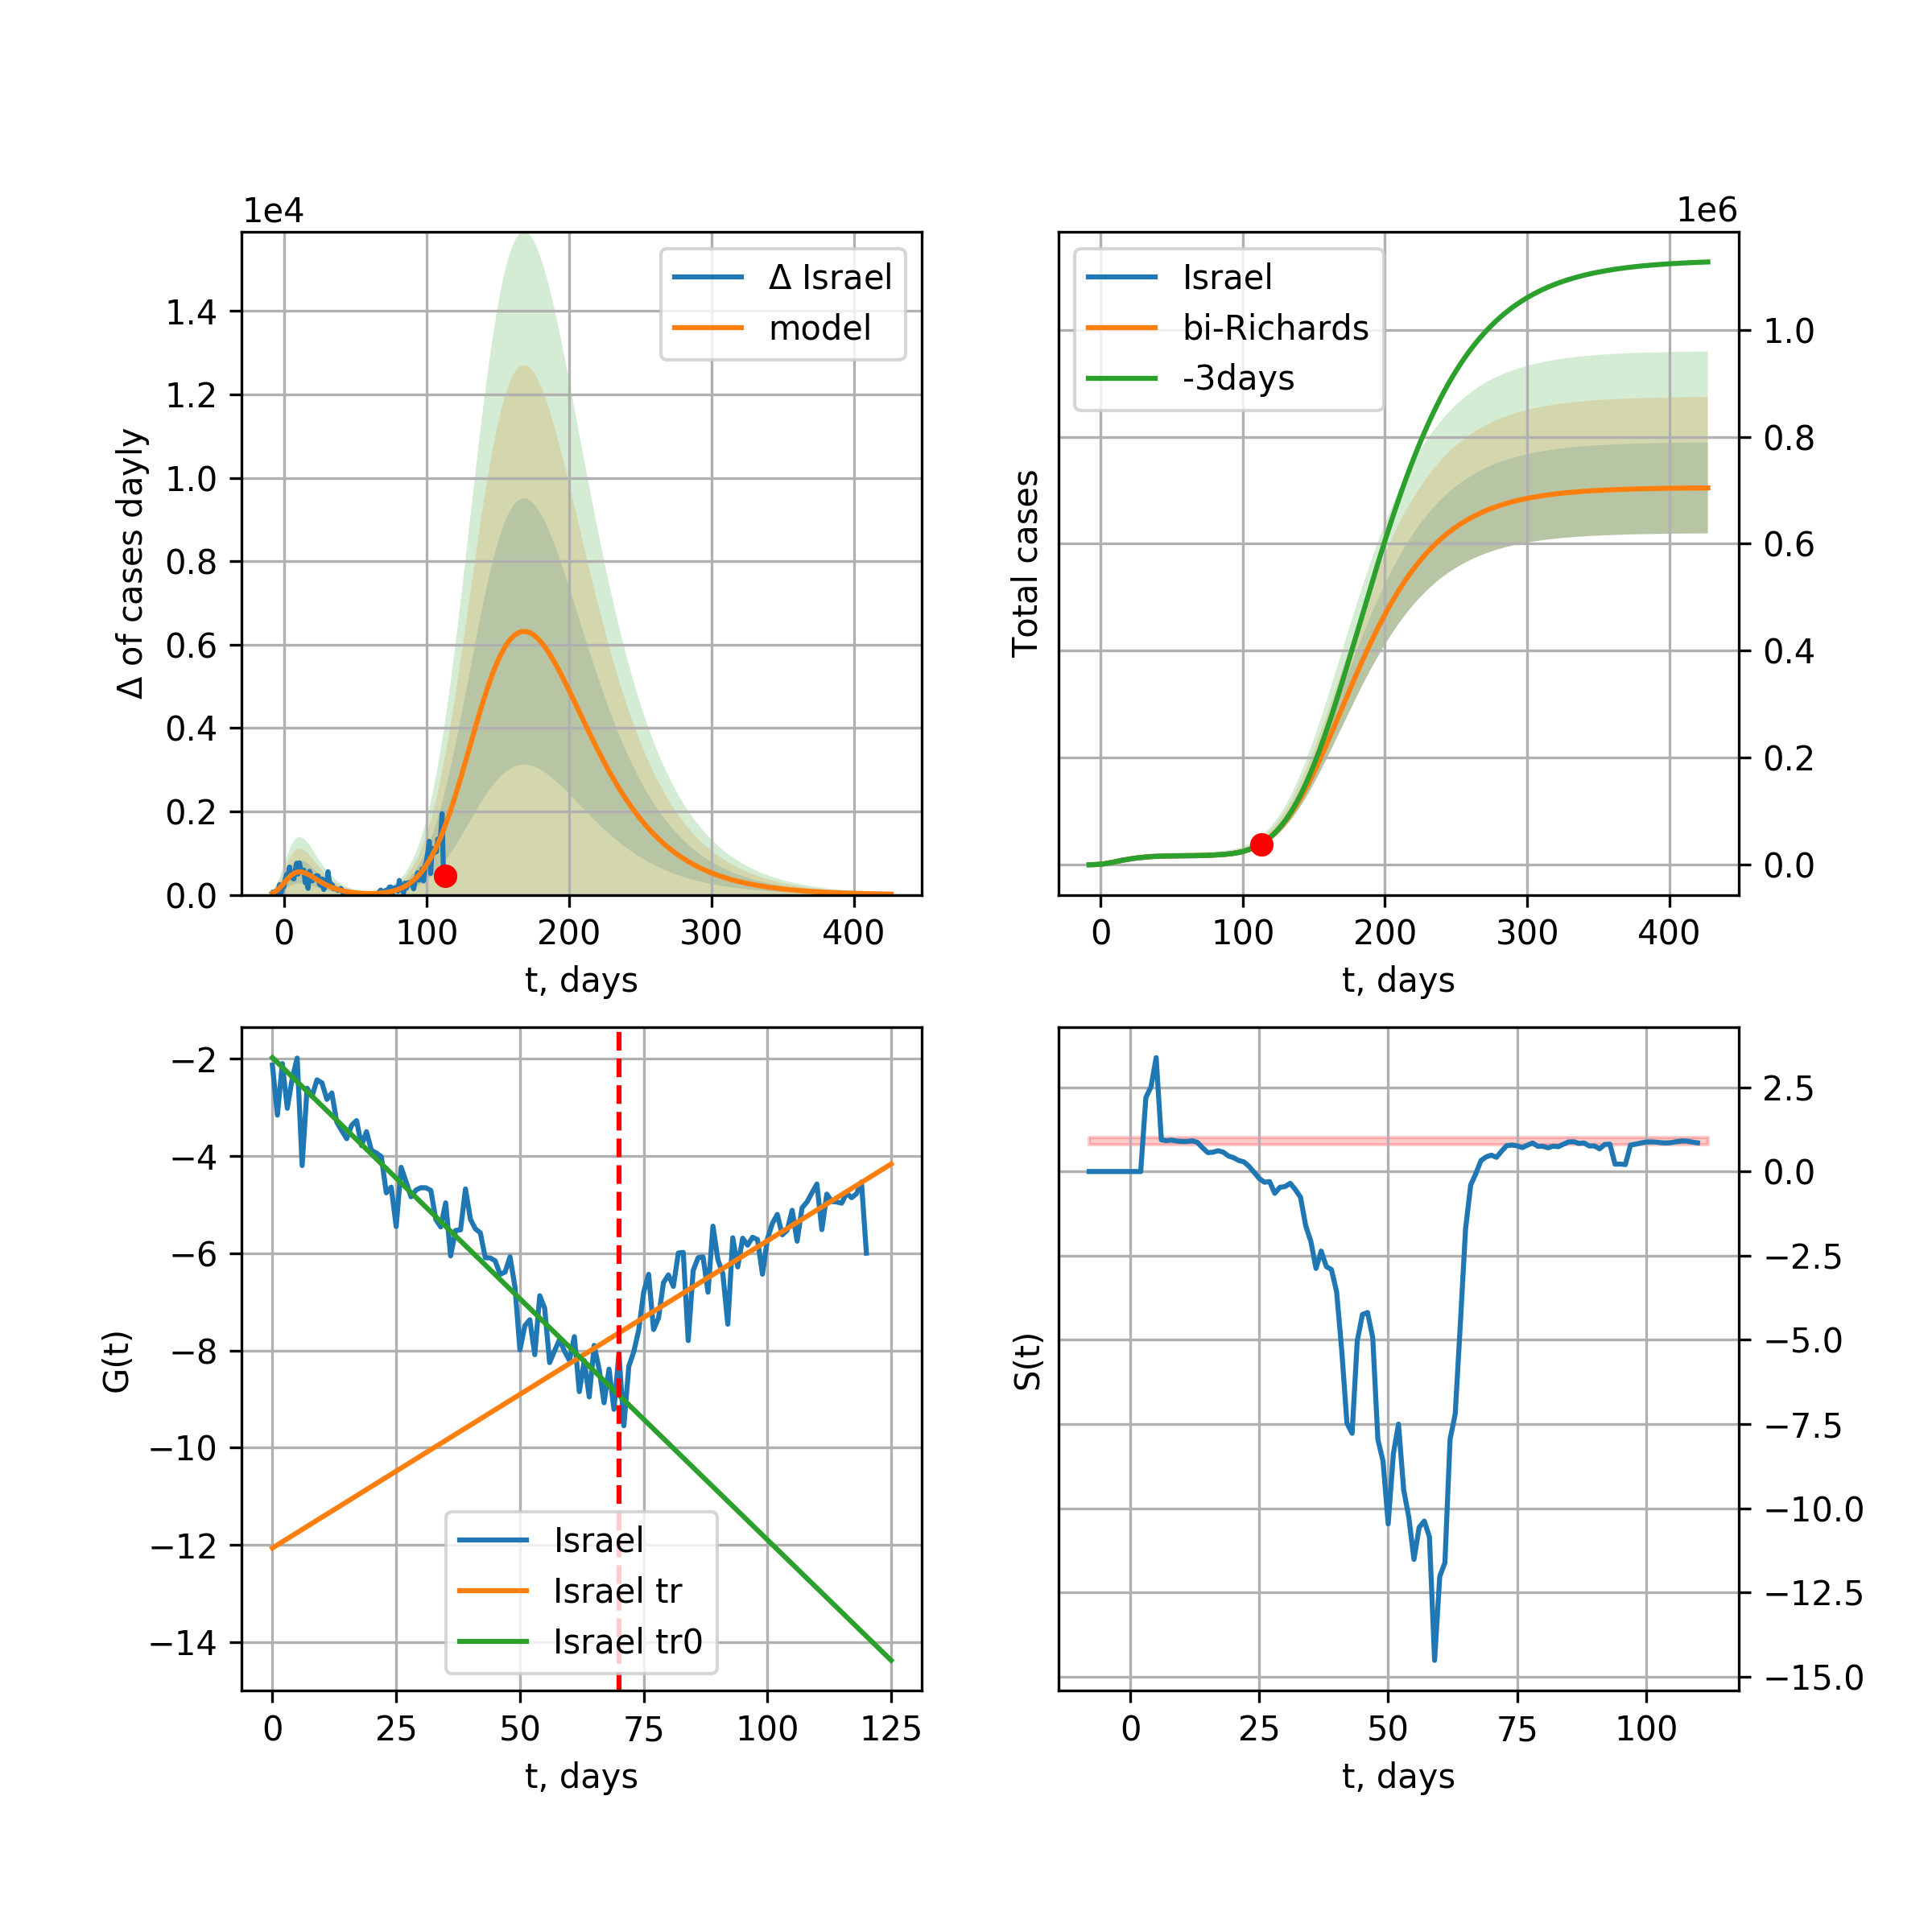 1e4
Δ of cases dayly
1.4
1.2
1.0
0.8
0.6
0.4
0.2
0.0
0 100 200 300 400
t, days
Δ Israel
model
1e6
Total cases
1.0
0.8
0.6
0.4
0.2
0.0
0 100 200 300 400
t, days
Israel
bi-Richards
-3days
G(t)
−2
−4
−6
−8
−10
−12
−14
0 25 50 75 100 125
t, days
Israel
Israel tr
Israel tr0
S(t)
2.5
0.0
−2.5
−5.0
−7.5
−10.0
−12.5
−15.0
0 25 50 75 100
t, days